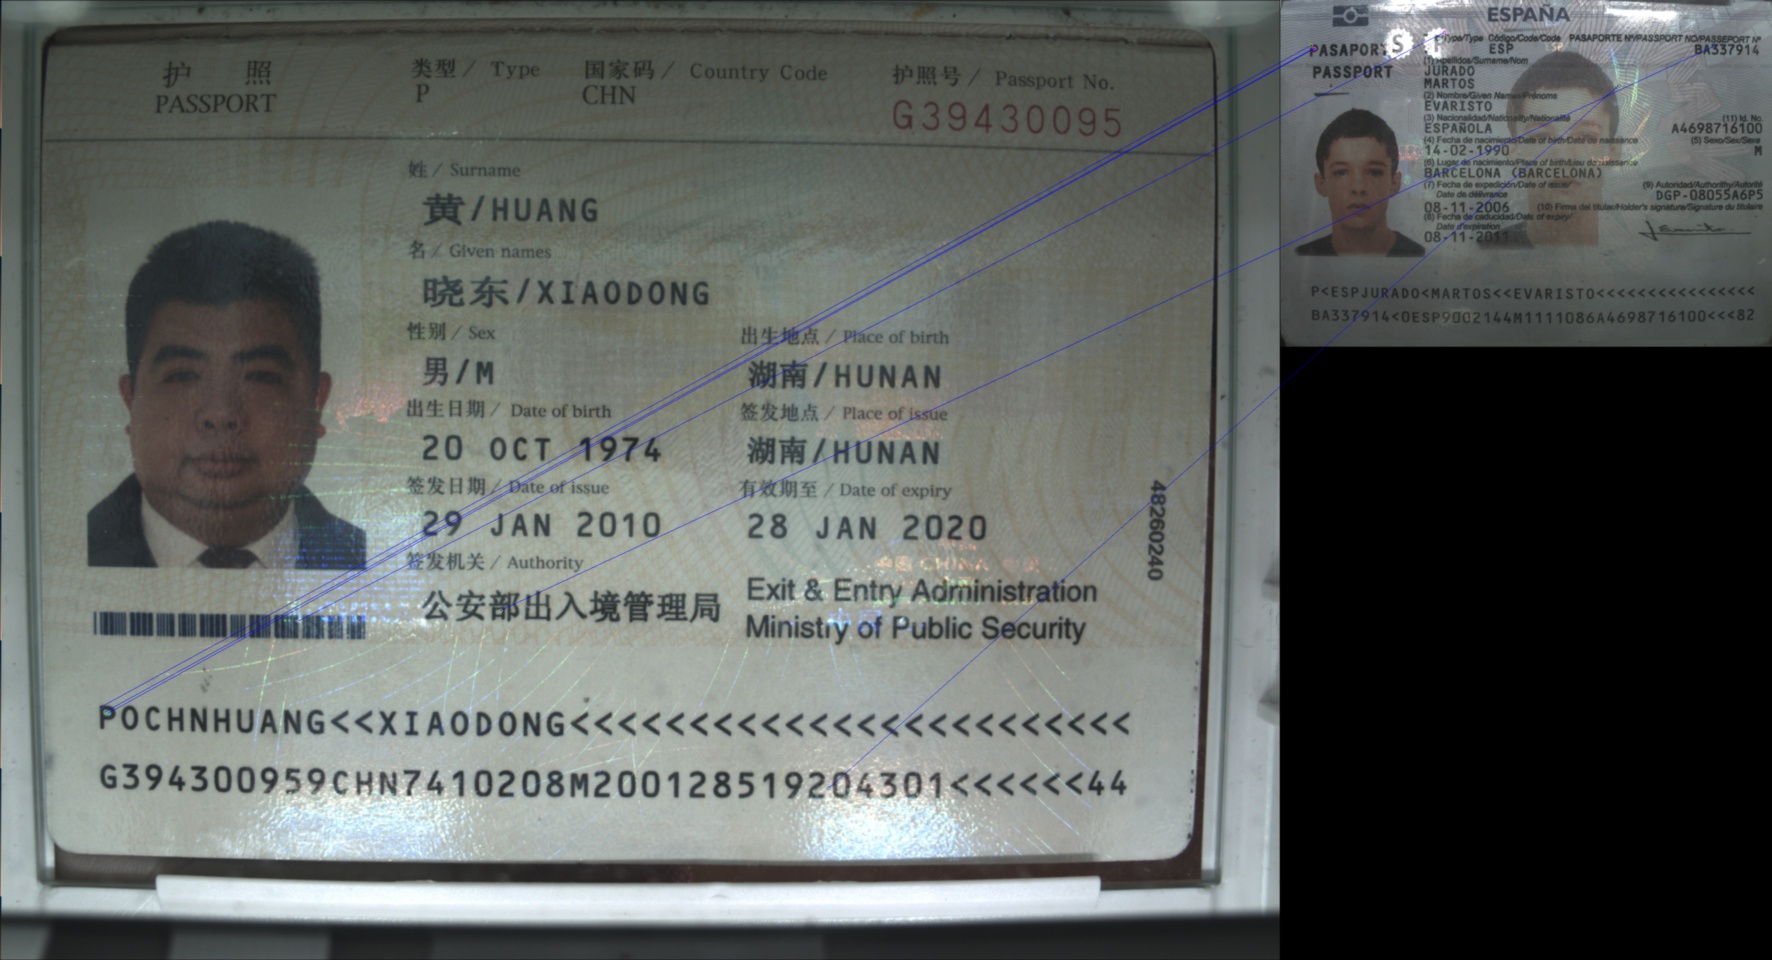 护 照
PASSPORT
类型 / Type
P
国家码 / Country Code
CHN
护照号 / Passport No.
G39430095
姓 / Surname
黄/HUANG
名 / Given names
晓东/XIAODONG
性别 / Sex
男/M
出生地点 / Place of birth
湖南/HUNAN
出生日期 / Date of birth
20 OCT 1974
签发地点 / Place of issue
湖南/HUNAN
签发日期 / Date of issue
29 JAN 2010
有效期至 / Date of expiry
28 JAN 2020
签发机关 / Authority
公安部出入境管理局
Exit & Entry Administration
Ministry of Public Security
48260240
POCHNHUANG<<XIAODONG<<<<<<<<<<<<<<<<<<<<<<<<
G394300959CHN7410208M200128519204301<<<<<<44
ESPAÑA
PASAPORT
PASSPORT
Type/Type Código/Code/Code PASAPORTE Nº/PASSPORT NO/PASSEPORT Nº
P ESP BA337914
(1) Apellidos/Surname/Nom
JURADO
MARTOS
(2) Nombre/Given Names/Prénoms
EVARISTO
(3) Nacionalidad/Nationality/Nationalité
ESPAÑOLA
(11) Id. No.
A4698716100
(4) Fecha de nacimiento/Date of birth/Date de naissance
14-02-1990
(5) Sexo/Sex/Sexe
M
(6) Lugar de nacimiento/Place of birth/Lieu de naissance
BARCELONA (BARCELONA)
(7) Fecha de expedición/Date of issue/
Date de délivrance
08-11-2006
(9) Autoridad/Authority/Autorité
DGP-08055A6P5
(10) Firma del titular/Holder's signature/Signature du titulaire
(8) Fecha de caducidad/Date of expiry/
Date d'expiration
08-11-2011
P<ESPJURADO<MARTOS<<EVARISTO<<<<<<<<<<<<<<<<
BA337914<0ESP9002144M1111086A4698716100<<<82